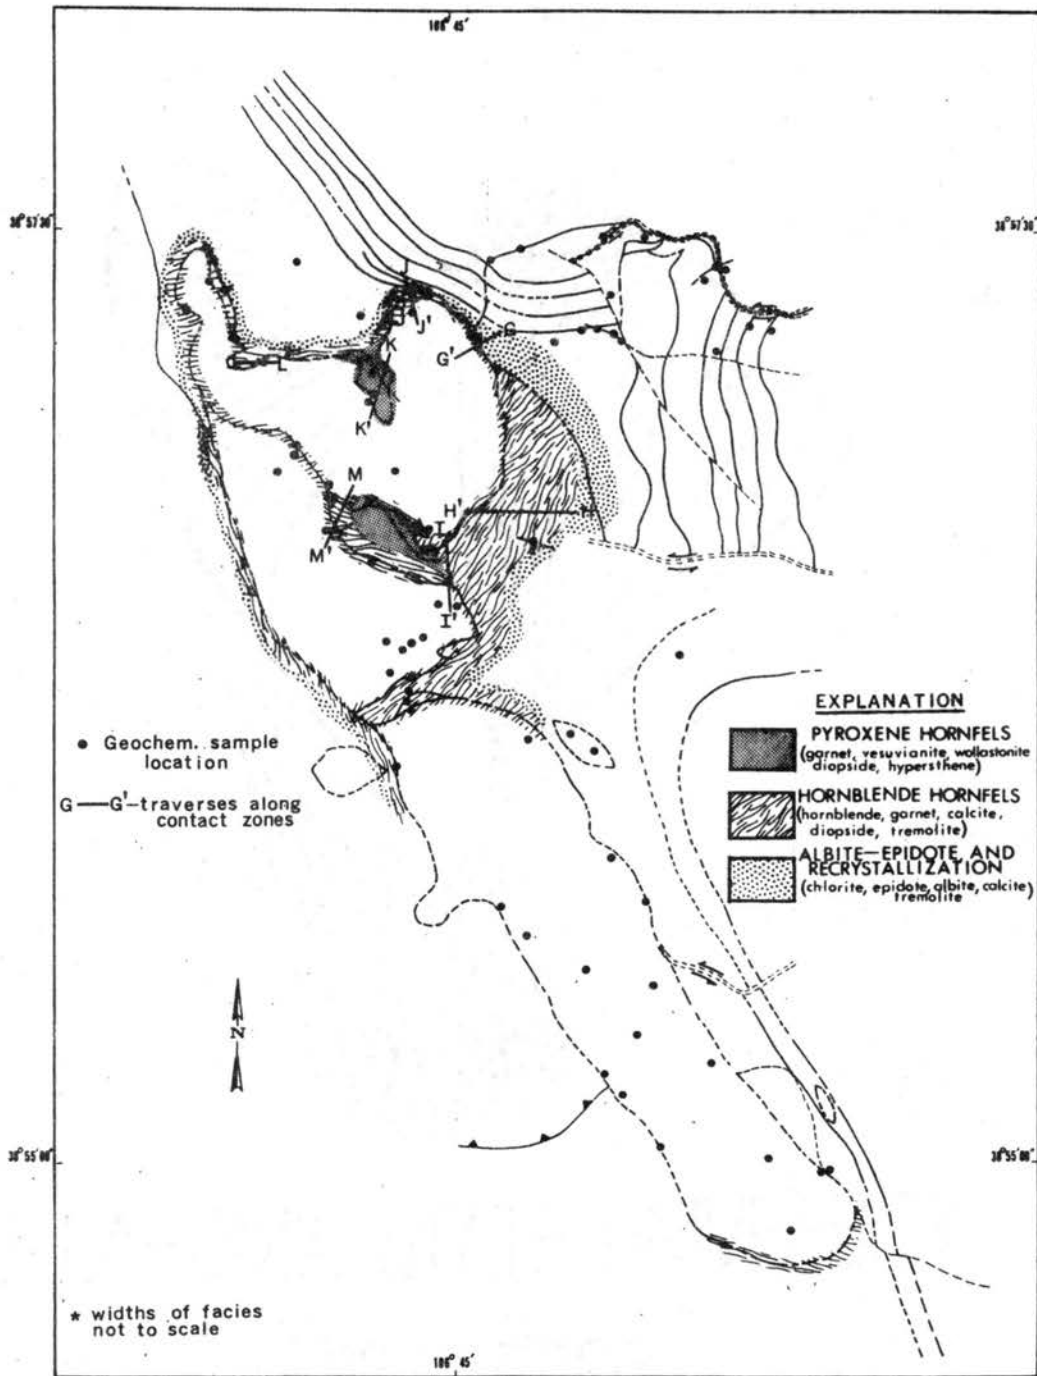 106° 45'
38° 57' 30"
38° 57' 30"
J
J'
G
G'
K
L
K'
M
H'
H
I
M'
I'
EXPLANATION
PYROXENE HORNFELS
(garnet, vesuvianite, wollastonite
diopside, hypersthene)
● Geochem. sample
location
G—G'-traverses along
contact zones
HORNBLENDE HORNFELS
(hornblende, garnet, calcite,
diopside, tremolite)
ALBITE-EPIDOTE, AND
RECRYSTALLIZATION
(chlorite, epidote, albite, calcite)
tremolite
N
38° 55' 00"
38° 55' 00"
* widths of facies
not to scale
106° 45'